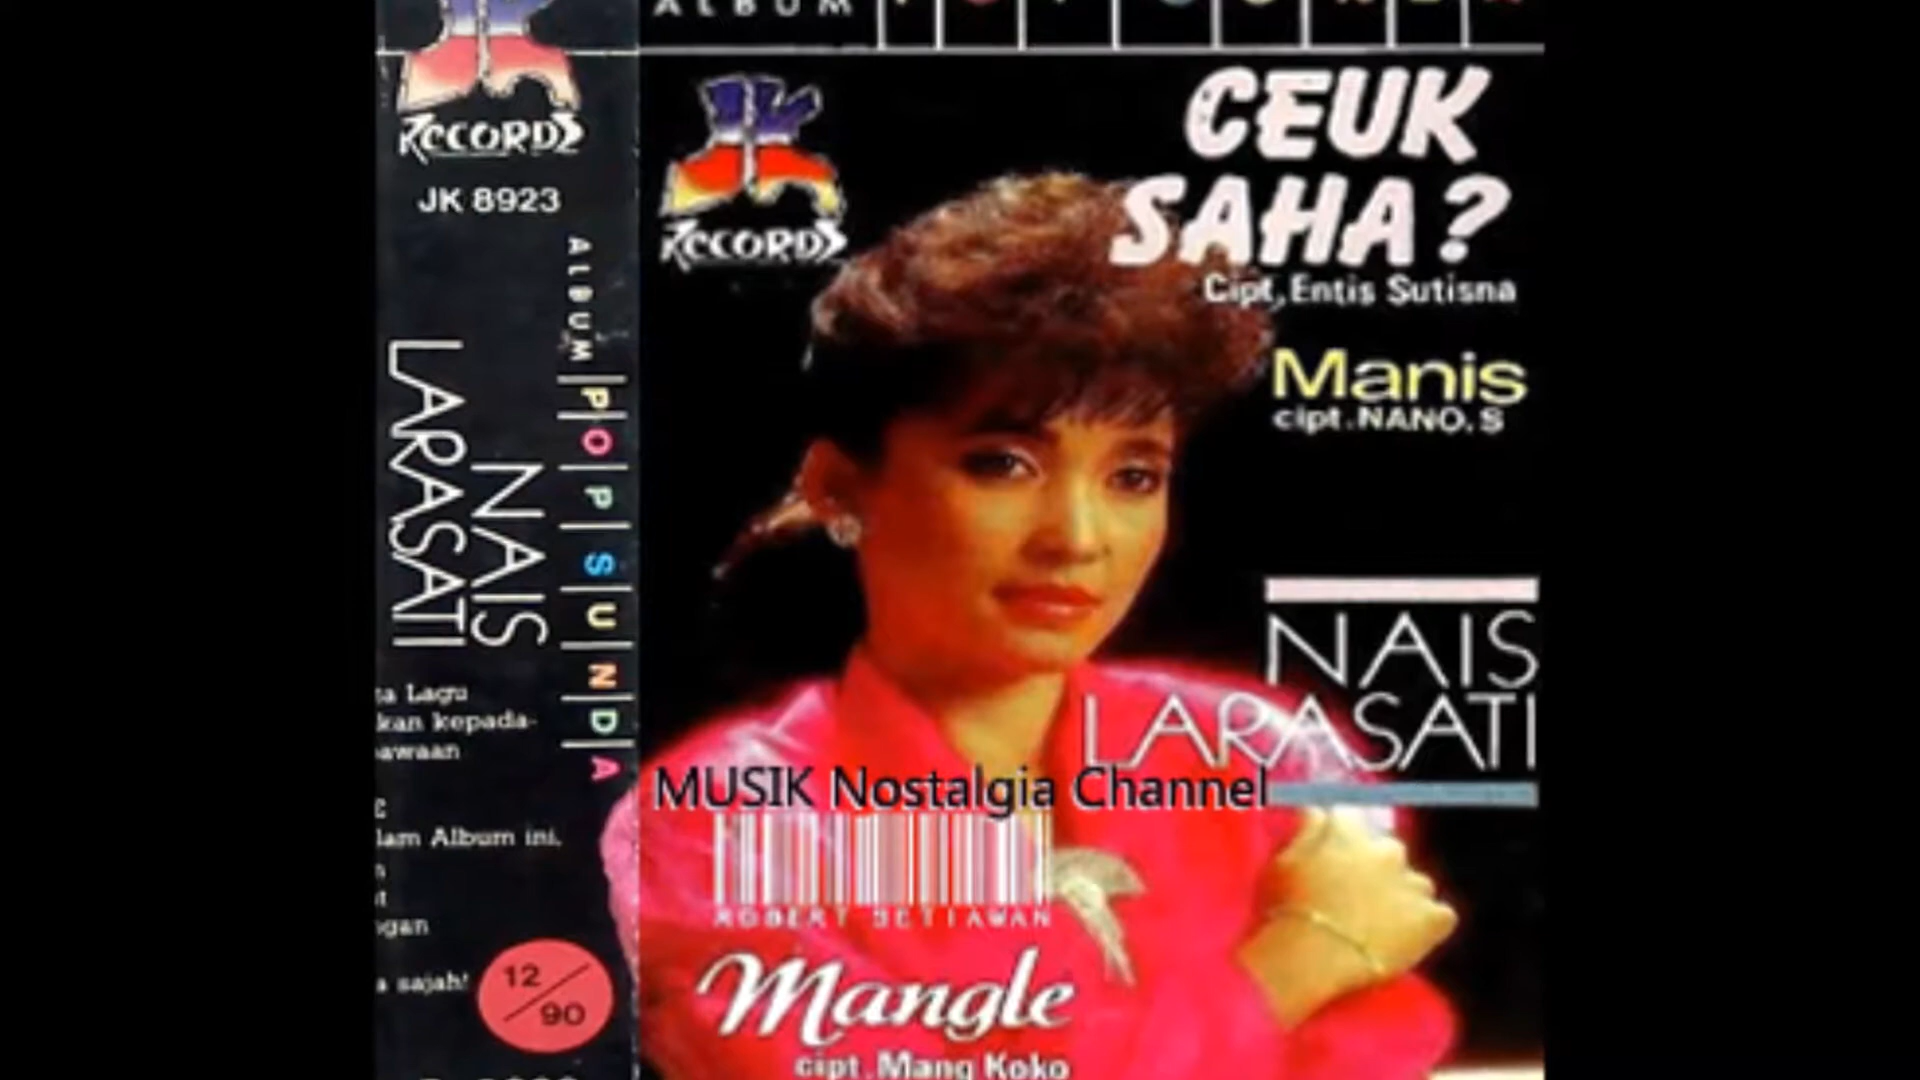 RECORDS
JK 8923
ALBUM POP SUNDA
NAIS
LARASATI
ta Lagu
kan kepada-
awaan
lam Album ini.
gan
a sajah!
12/90
ALBUM
RECORDS
CEUK
SAHA?
Cipt. Entis Sutisna
Manis
cipt. NANO.S
NAIS
LARASATI
MUSIK Nostalgia Channel
ROBERT SETIAWAN
Mangle
cipt. Mang Koko